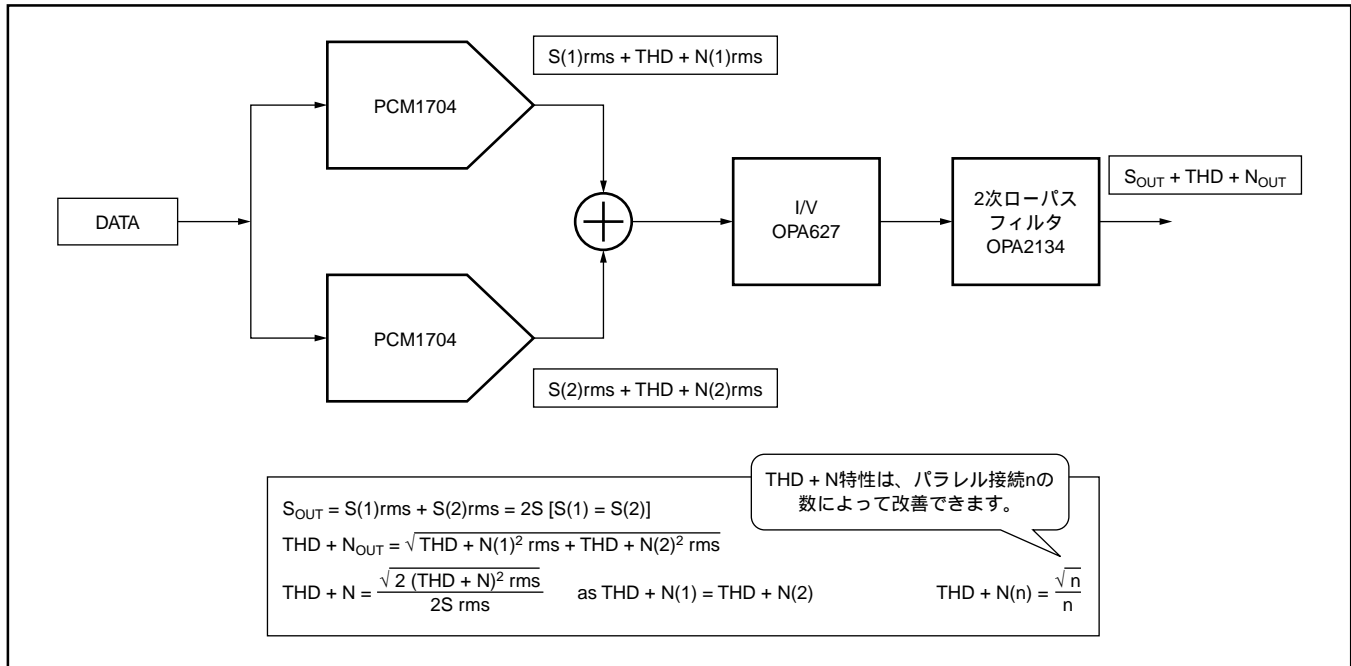 S(1)rms + THD + N(1)rms
PCM1704
DATA
I/V
OPA627
2次ローパス
フィルタ
OPA2134
S_OUT + THD + N_OUT
PCM1704
S(2)rms + THD + N(2)rms
THD + N特性は、パラレル接続nの
数によって改善できます。
S_OUT = S(1)rms + S(2)rms = 2S [S(1) = S(2)]
THD + N_OUT = √THD + N(1)² rms + THD + N(2)² rms
THD + N = √2 (THD + N)² rms / 2S rms as THD + N(1) = THD + N(2) THD + N(n) = √n / n